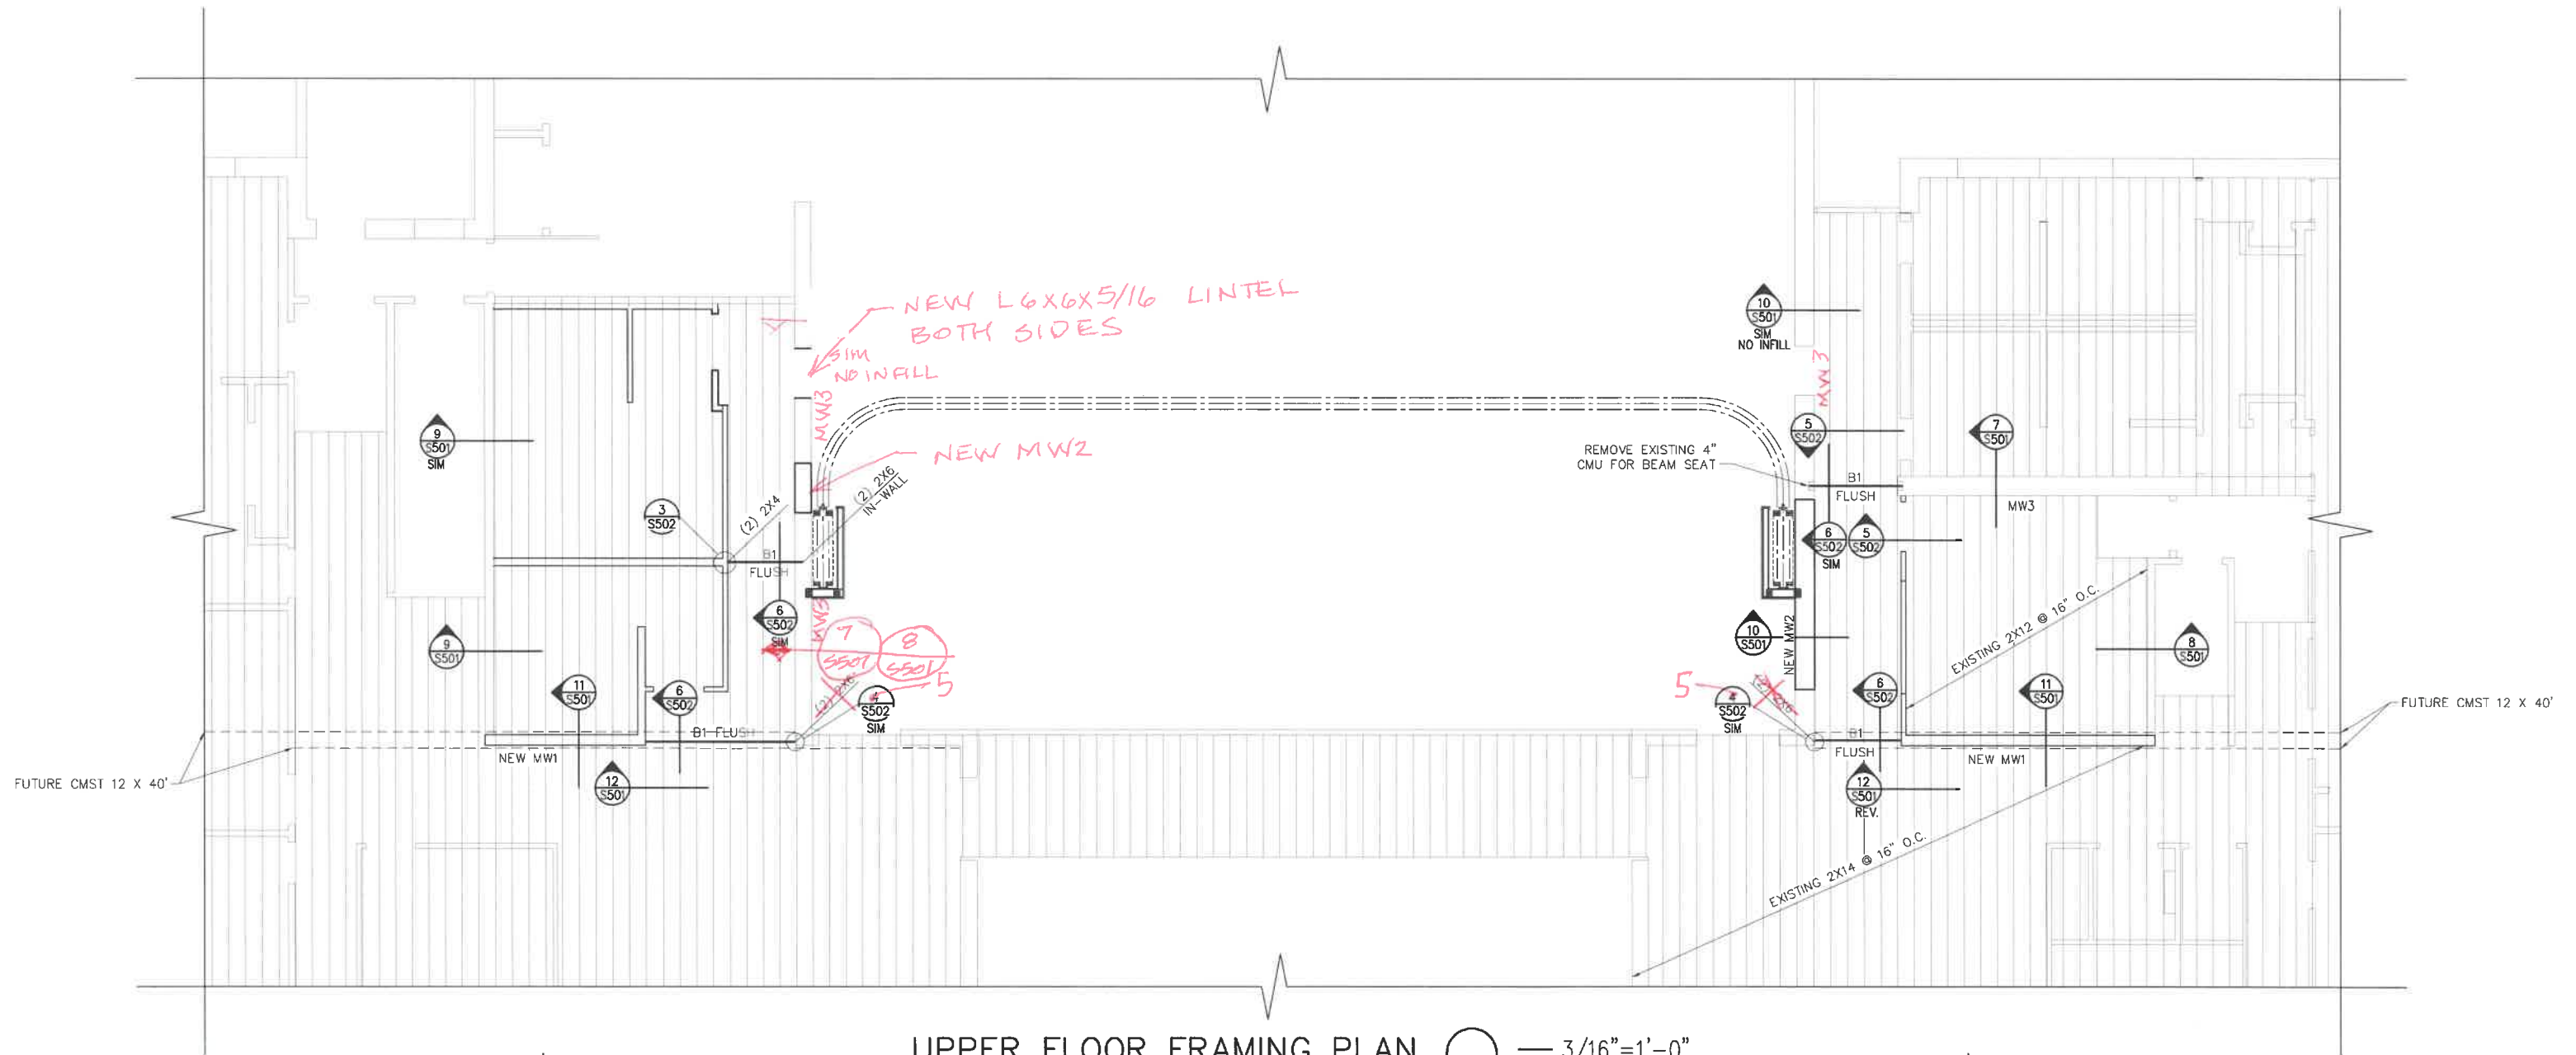 NEW L6X6X5/16 LINTEL
BOTH SIDES
SIM
NO INFILL
MW3
NEW MW2
10
S501
SIM
NO INFILL
MW3
9
S501
SIM
5
S502
7
S501
REMOVE EXISTING 4"
CMU FOR BEAM SEAT
B1
FLUSH
MW3
3
S502
(2) 2X4
(2) 2X6
IN-WALL
B1
FLUSH
6
S502
SIM
5
S502
6
S502
SIM
MW3
7
S501
8
S501
9
S501
10
S501
NEW MW2
EXISTING 2X12 @ 16" O.C.
8
S501
11
S501
6
S502
(2) 2X6
4
S502
SIM
5
5
4
S502
SIM
(2) 2X6
6
S502
11
S501
FUTURE CMST 12 X 40'
B1 FLUSH
B1
FLUSH
NEW MW1
NEW MW1
FUTURE CMST 12 X 40'
12
S501
12
S501
REV.
EXISTING 2X14 @ 16" O.C.
UPPER FLOOR FRAMING PLAN
3/16"=1'-0"